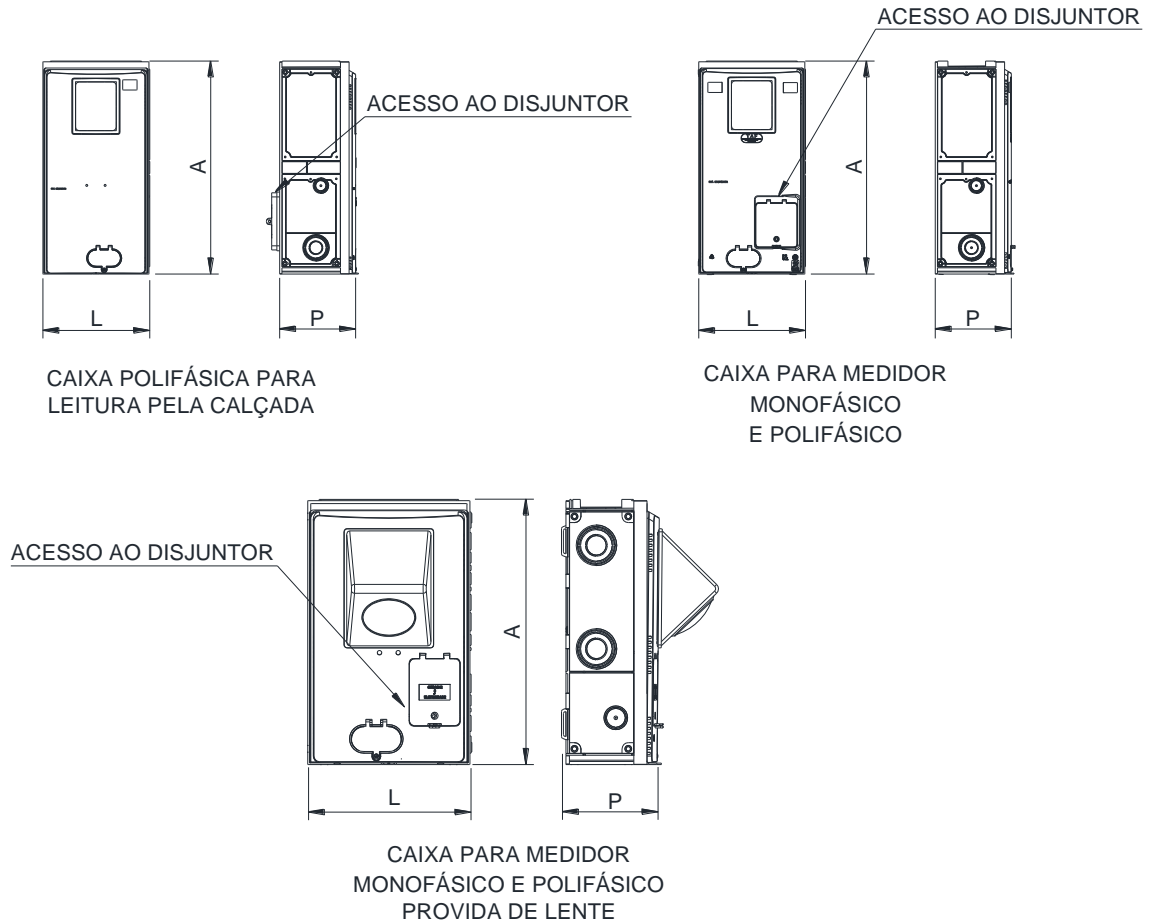 ACESSO AO DISJUNTOR
ACESSO AO DISJUNTOR
A
A
L
P
L
P
CAIXA POLIFÁSICA PARA
LEITURA PELA CALÇADA
CAIXA PARA MEDIDOR
MONOFÁSICO
E POLIFÁSICO
ACESSO AO DISJUNTOR
A
L
P
CAIXA PARA MEDIDOR
MONOFÁSICO E POLIFÁSICO
PROVIDA DE LENTE